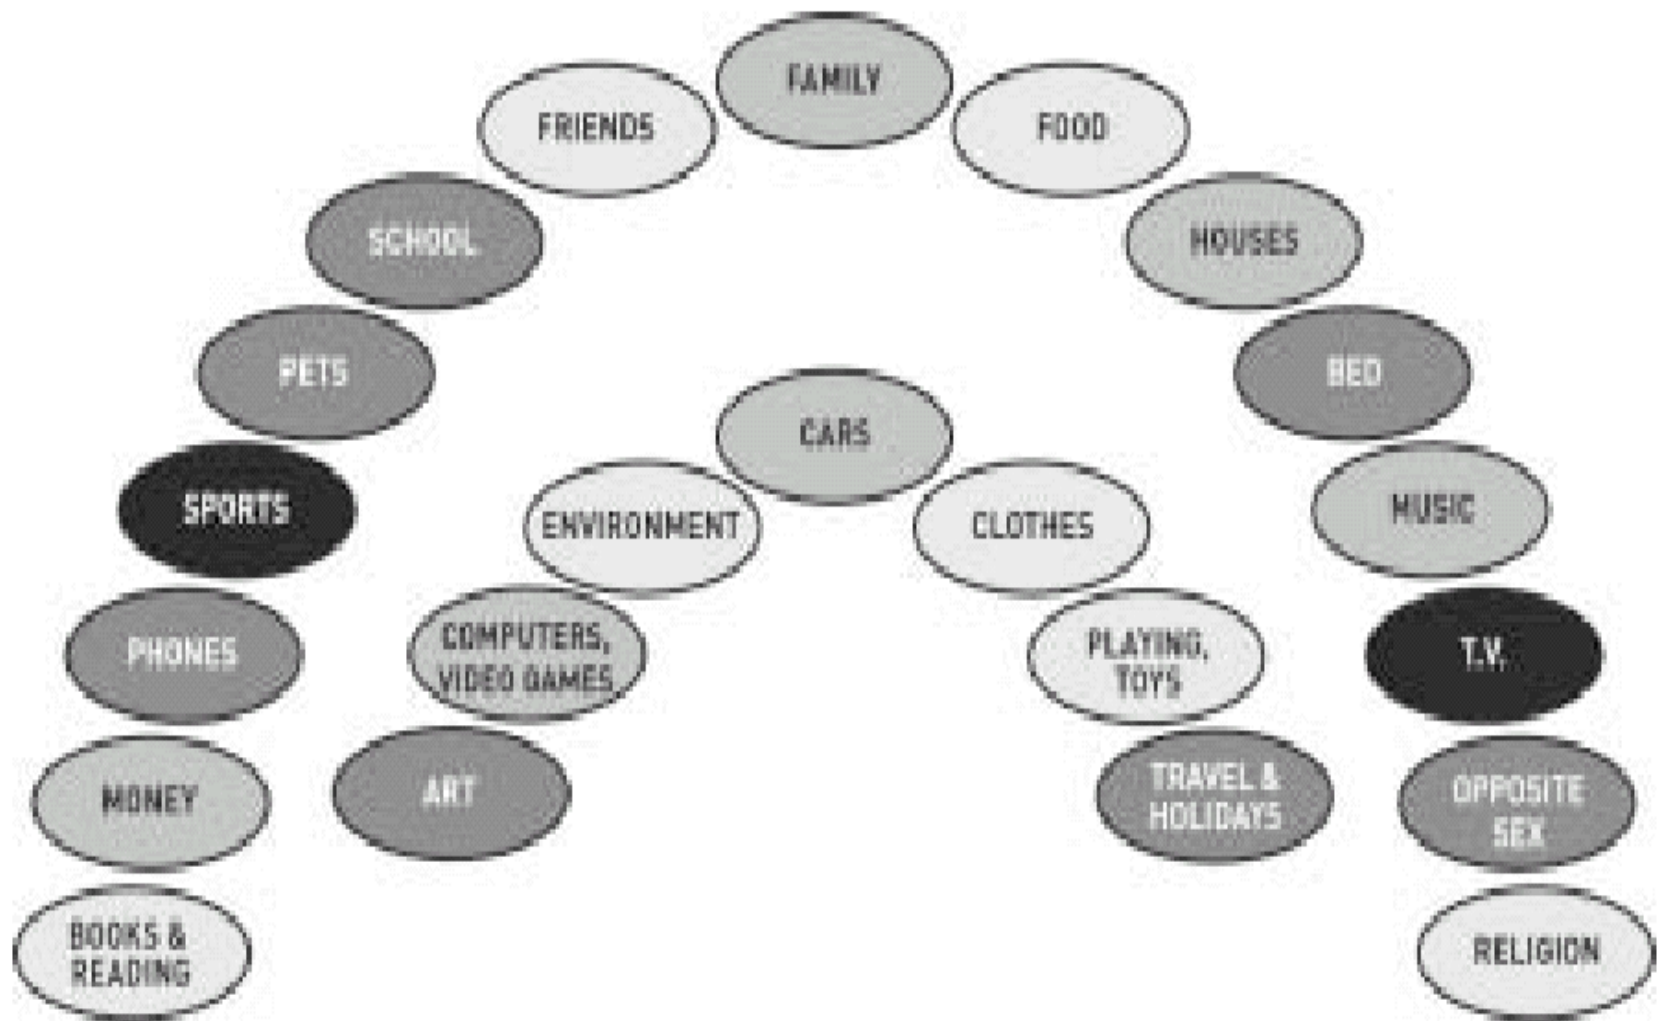 FAMILY
FRIENDS
FOOD
SCHOOL
HOUSES
PETS
BED
CARS
SPORTS
ENVIRONMENT
CLOTHES
MUSIC
PHONES
COMPUTERS,
VIDEO GAMES
PLAYING,
TOYS
T.V.
MONEY
ART
TRAVEL &
HOLIDAYS
OPPOSITE
SEX
BOOKS &
READING
RELIGION